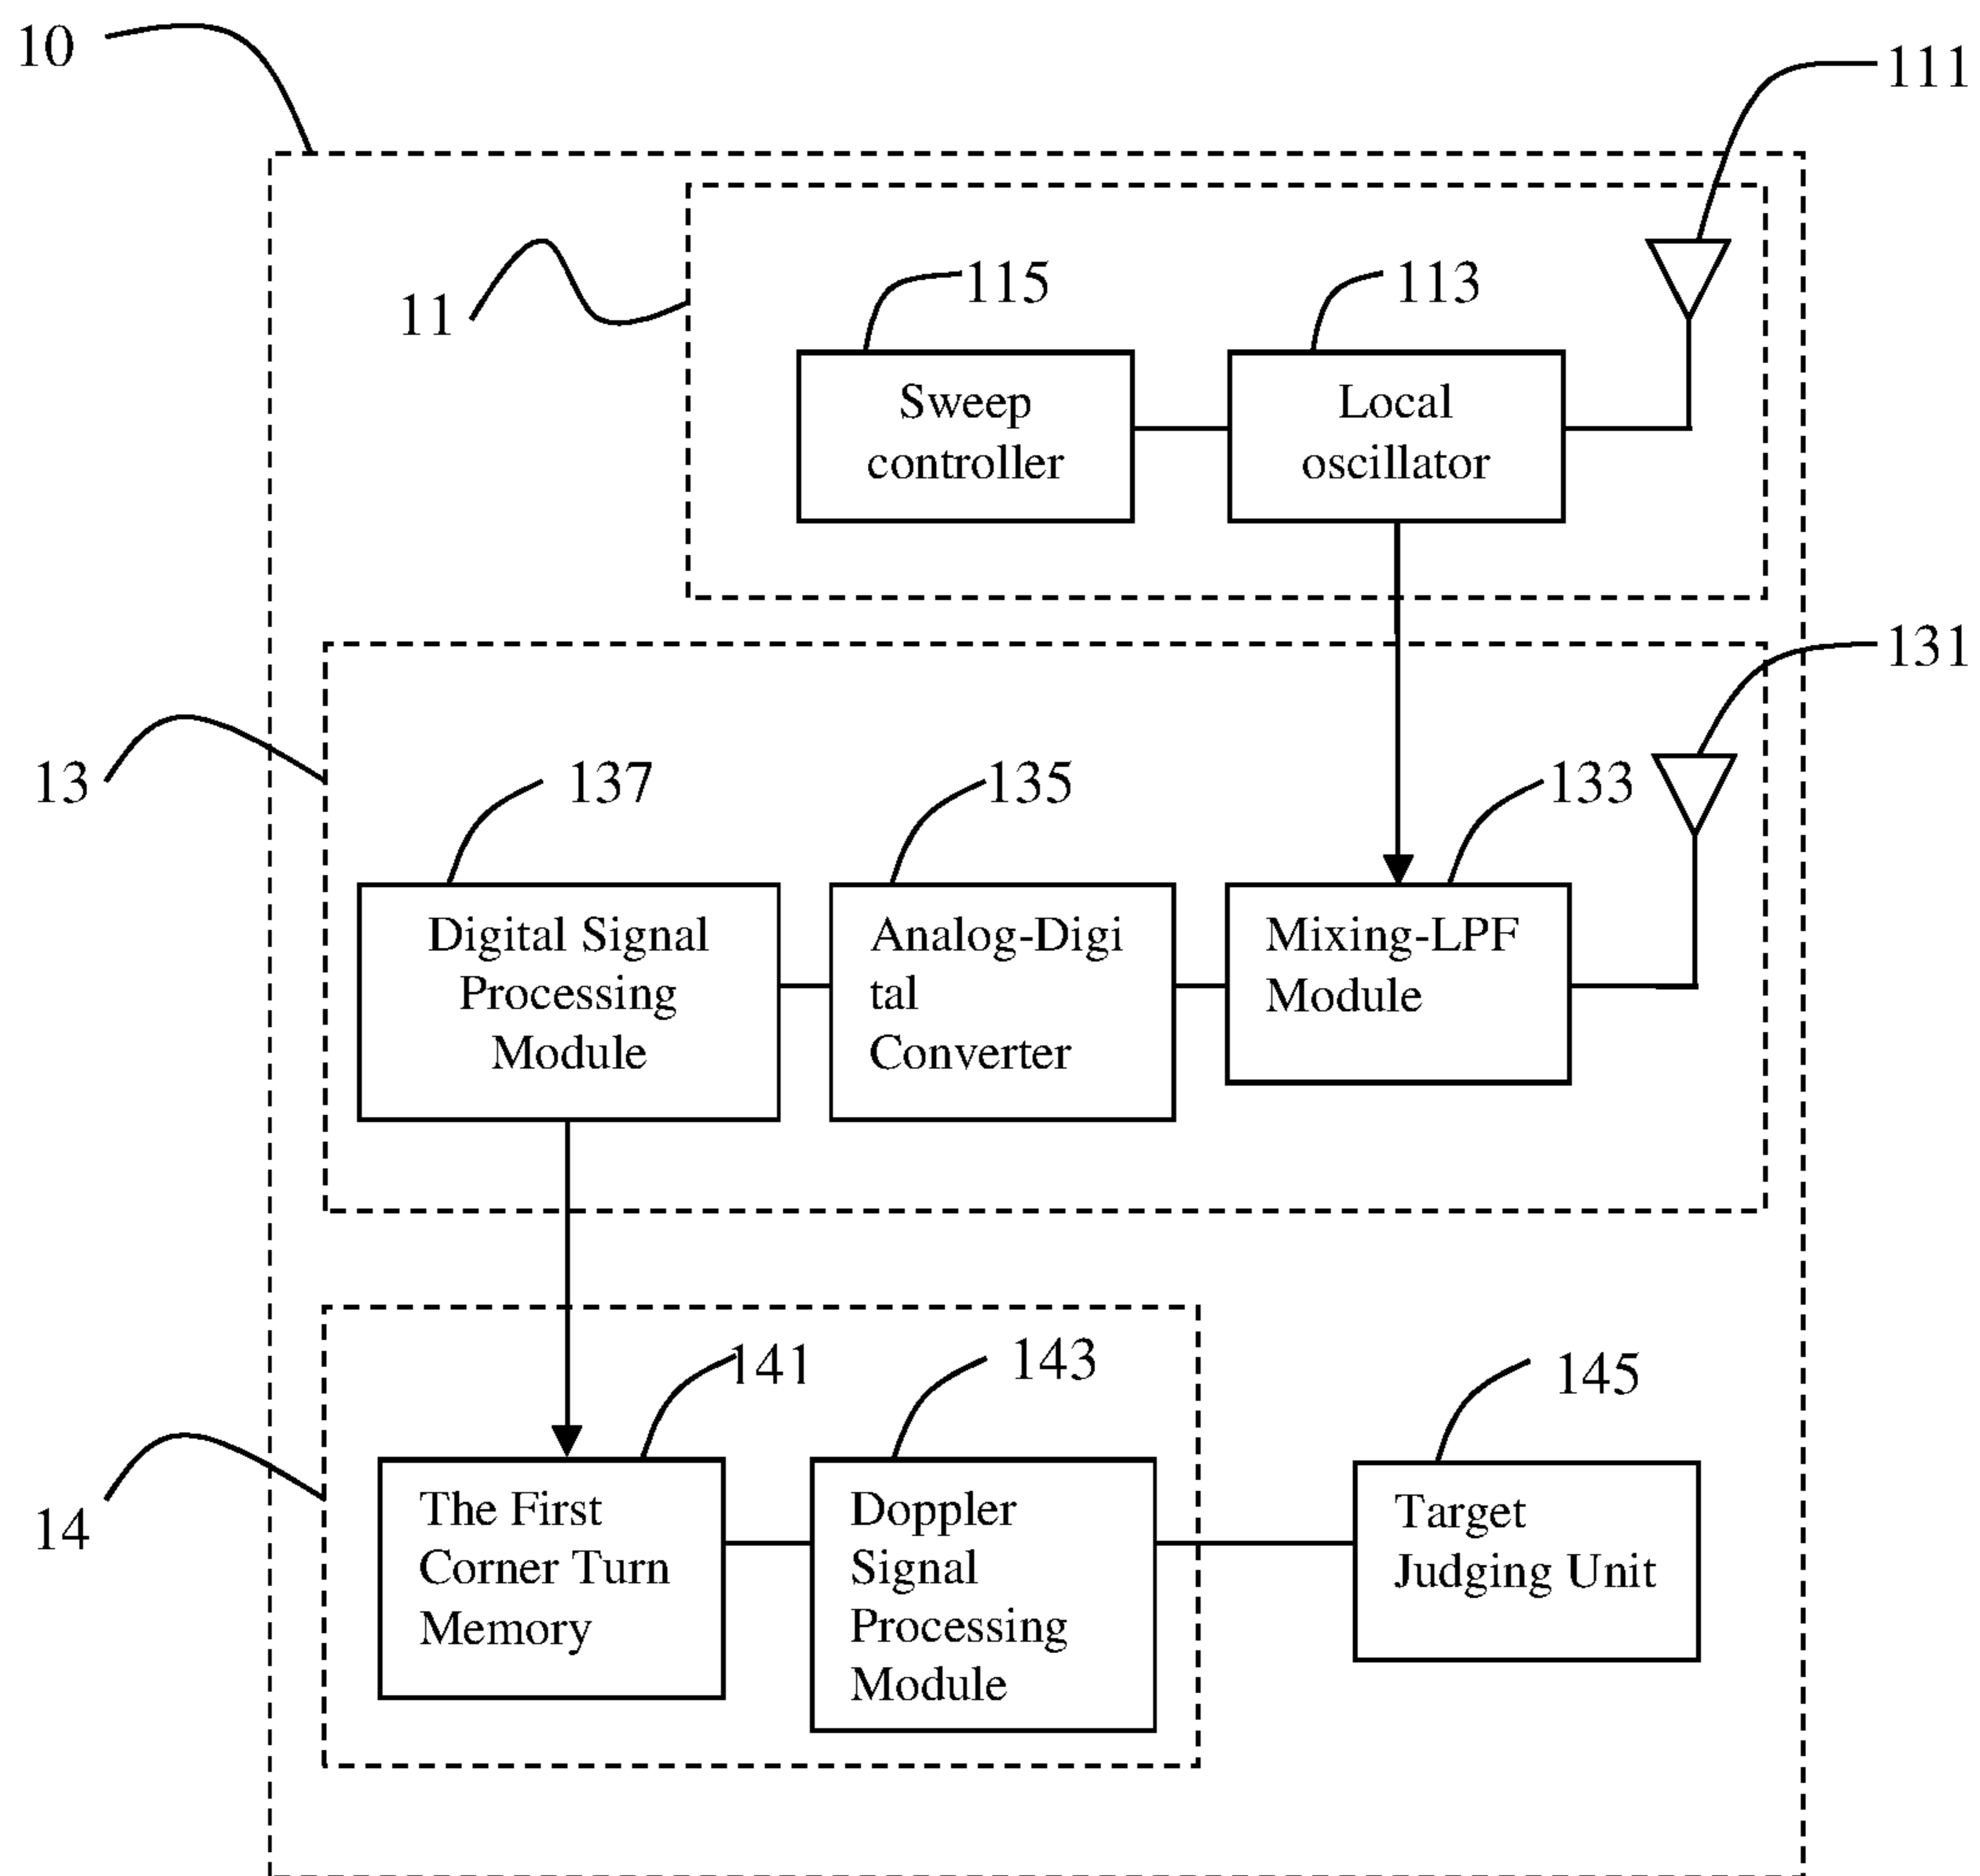 10
111
11
115
113
Sweep
controller
Local
oscillator
131
13
137
135
133
Digital Signal
Processing
Module
Analog-Digi
tal
Converter
Mixing-LPF
Module
141
143
145
14
The First
Corner Turn
Memory
Doppler
Signal
Processing
Module
Target
Judging Unit